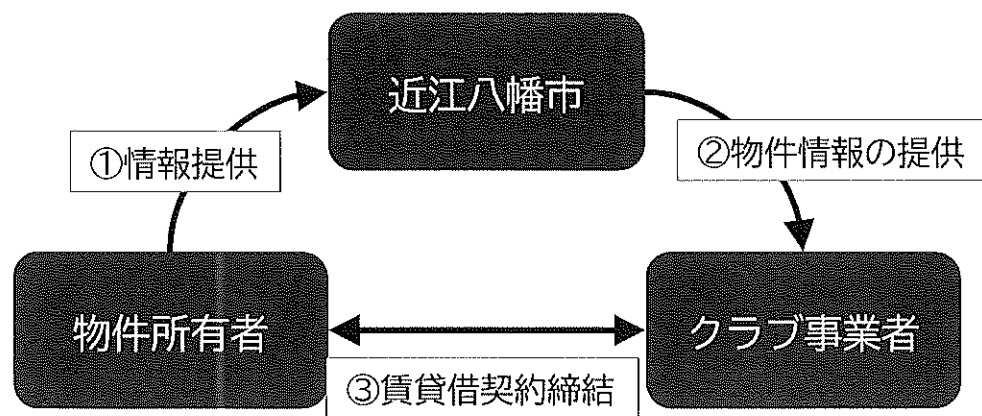 近江八幡市
①情報提供
②物件情報の提供
物件所有者
クラブ事業者
③賃貸借契約締結